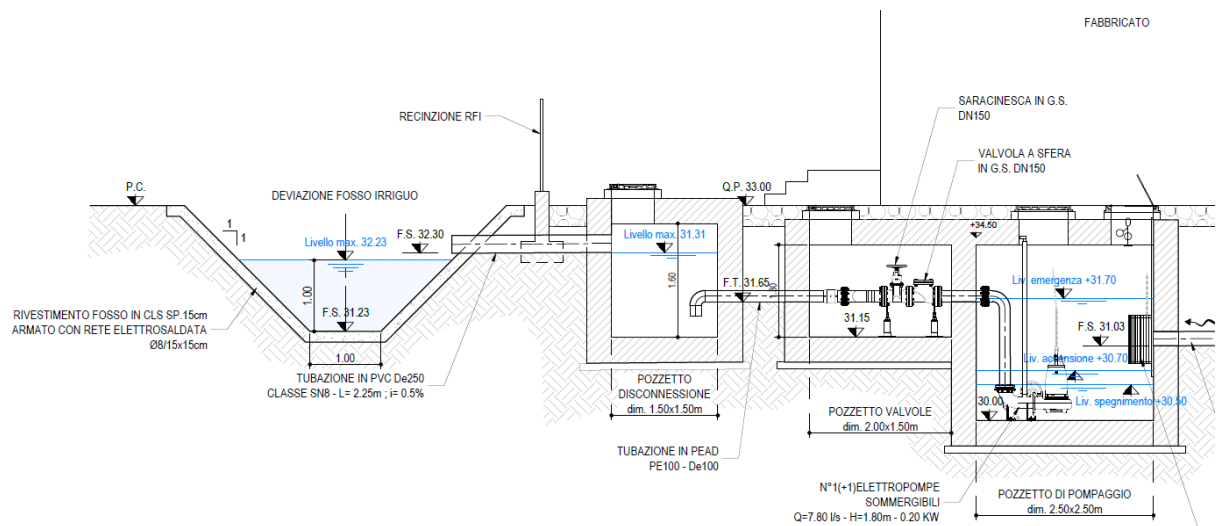 FABBRICATO
SARACINESCA IN G.S.
DN150
RECINZIONE RFI
VALVOLA A SFERA
IN G.S. DN150
P.C.
DEVIAZIONE FOSSO IRRIGUO
Q.P. 33.00
1
1
Livello max. 32.23
F.S. 32.30
Livello max. 31.31
+34.50
Liv. emergenza +31.70
1.00
1.60
F.T. 31.65
F.S. 31.23
31.15
F.S. 31.03
RIVESTIMENTO FOSSO IN CLS SP.15cm
ARMATO CON RETE ELETTROSALDATA
Ø8/15x15cm
1.00
Liv. accensione +30.70
TUBAZIONE IN PVC De250
CLASSE SN8 - L= 2.25m ; i= 0.5%
POZZETTO
DISCONNESSIONE
dim. 1.50x1.50m
30.00
Liv. spegnimento +30.50
POZZETTO VALVOLE
dim. 2.00x1.50m
TUBAZIONE IN PEAD
PE100 - De100
N°1(+1)ELETTROPOMPE
SOMMERGIBILI
Q=7.80 l/s - H=1.80m - 0.20 KW
POZZETTO DI POMPAGGIO
dim. 2.50x2.50m